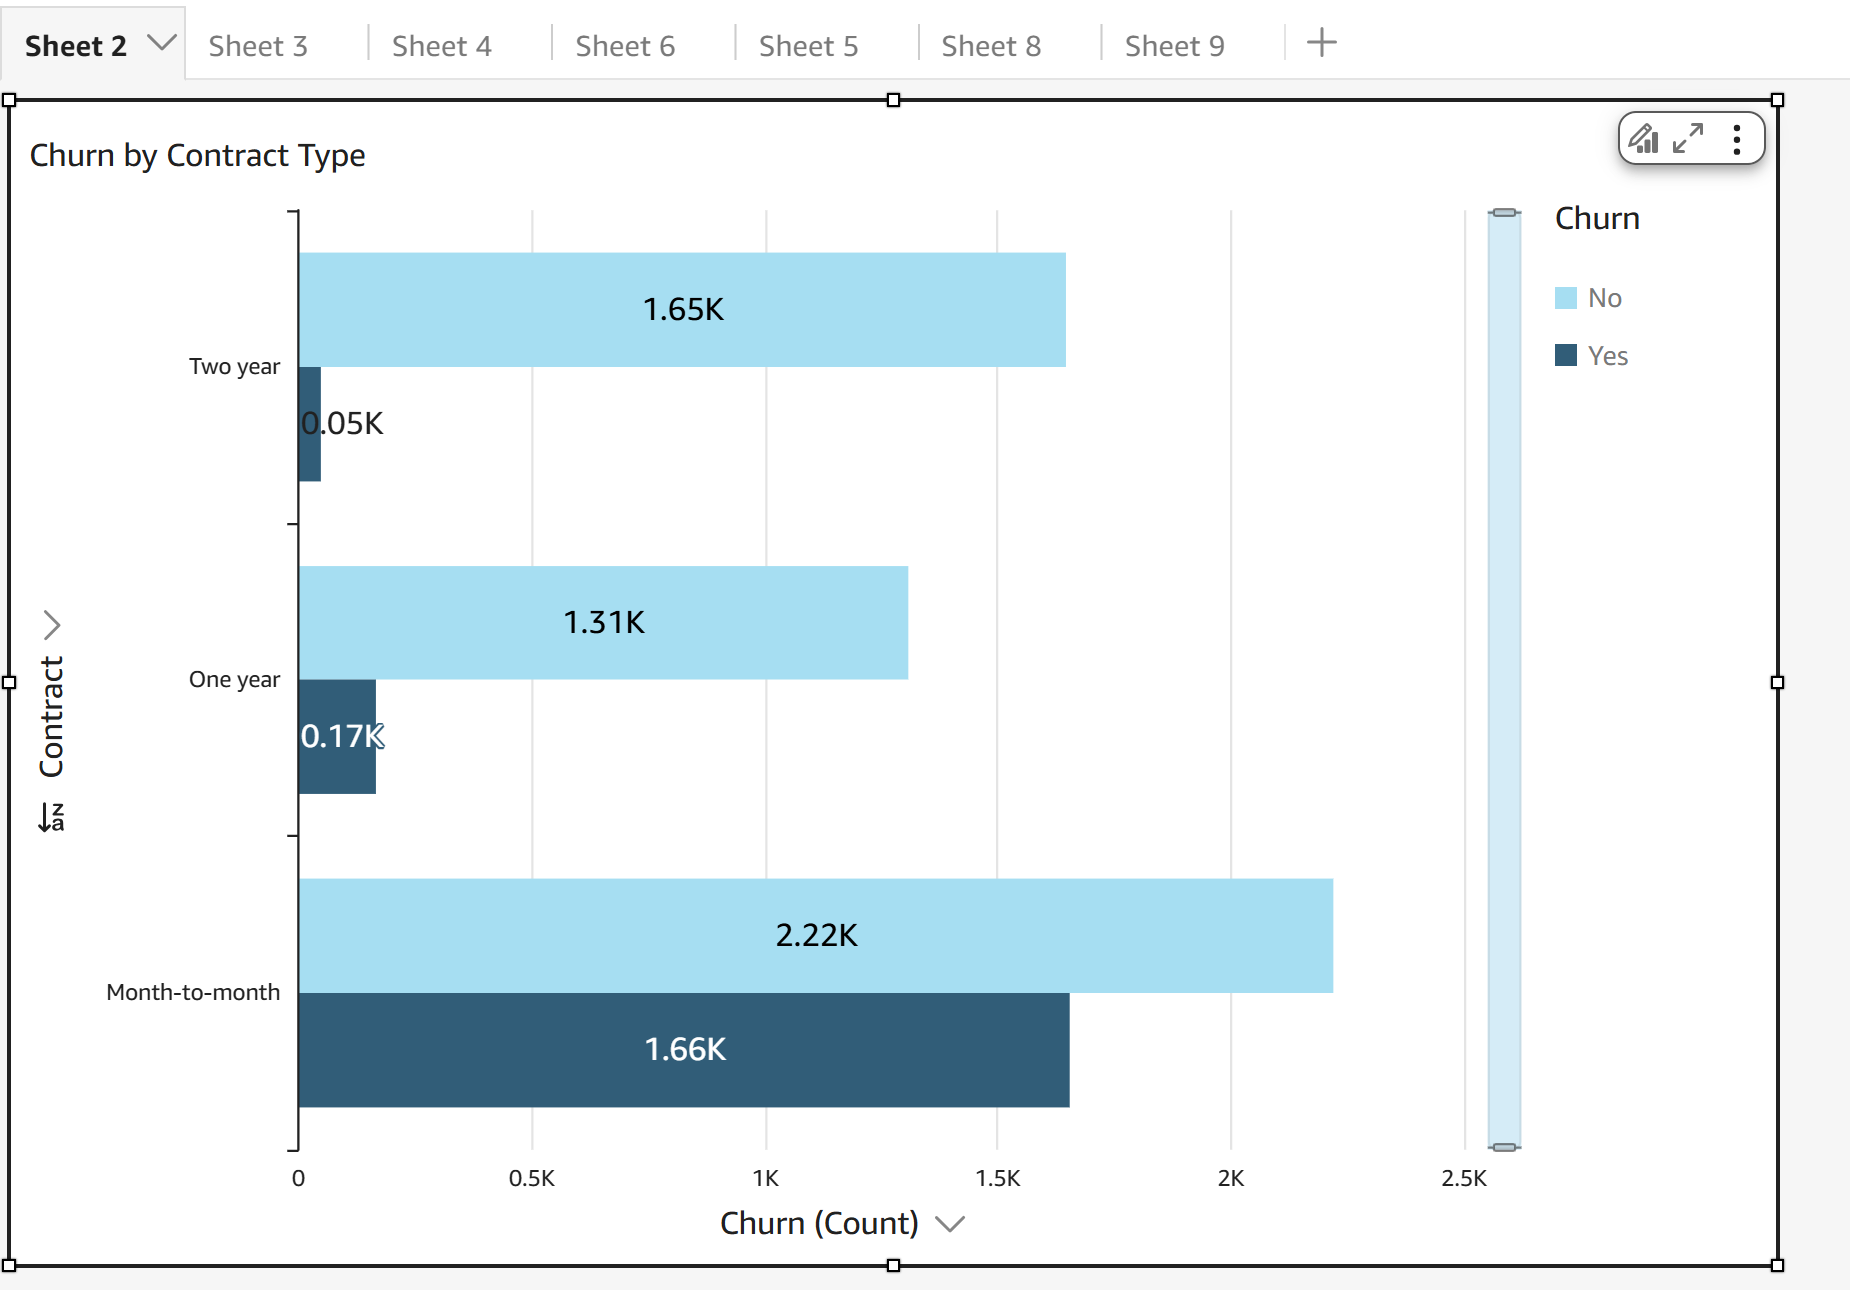 Sheet 2 Sheet 3 Sheet 4 Sheet 6 Sheet 5 Sheet 8 Sheet 9
Churn by Contract Type
Churn
No
Yes
Two year
1.65K
0.05K
One year
1.31K
0.17K
Month-to-month
2.22K
1.66K
Contract
z
a
0 0.5K 1K 1.5K 2K 2.5K
Churn (Count)